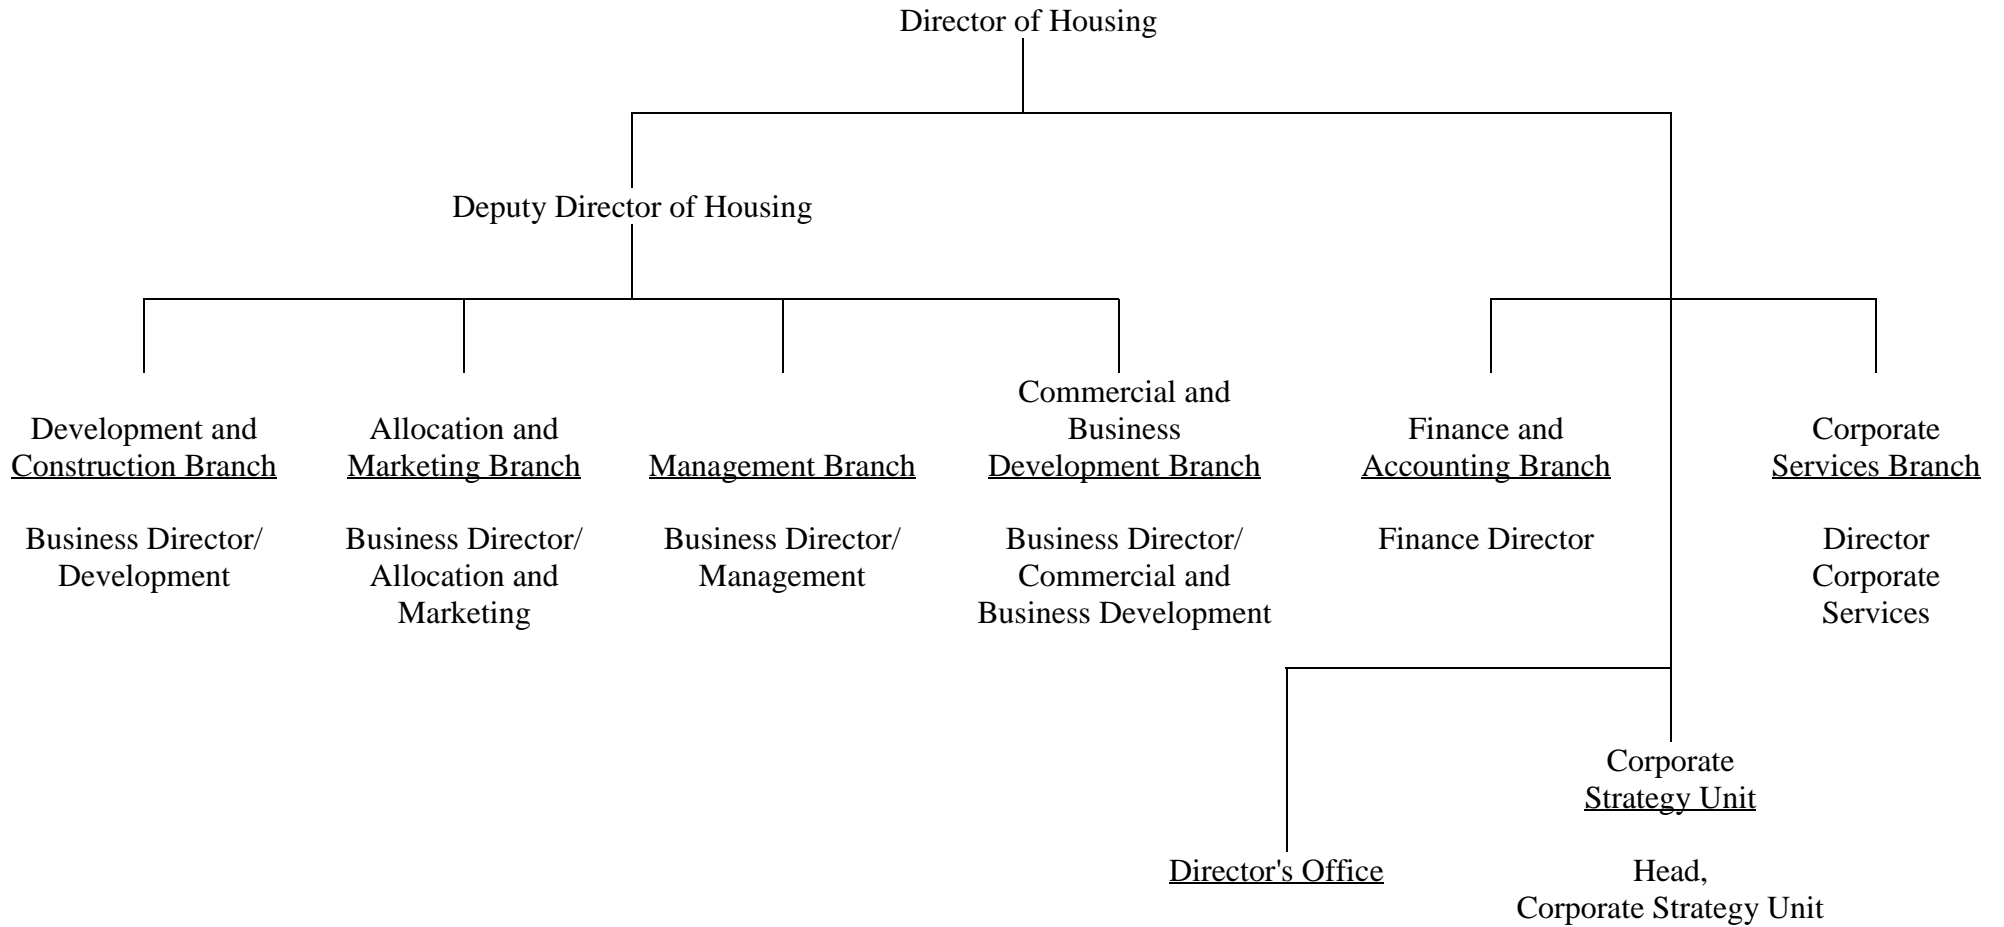 Director of Housing
Deputy Director of Housing
Development and
Construction Branch
Business Director/
Development
Allocation and
Marketing Branch
Business Director/
Allocation and
Marketing
Management Branch
Business Director/
Management
Commercial and
Business
Development Branch
Business Director/
Commercial and
Business Development
Finance and
Accounting Branch
Finance Director
Corporate
Services Branch
Director
Corporate
Services
Director's Office
Corporate
Strategy Unit
Head,
Corporate Strategy Unit